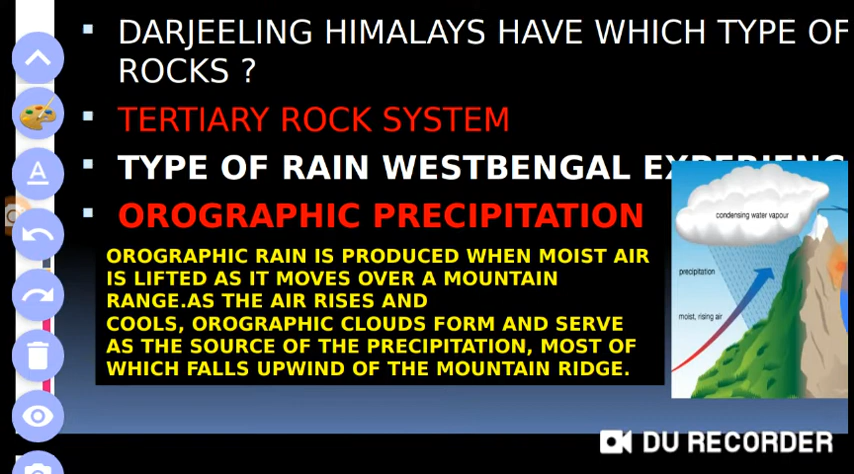 DARJEELING HIMALAYS HAVE WHICH TYPE OF
ROCKS ?
TERTIARY ROCK SYSTEM
TYPE OF RAIN WESTBENGAL EXPERIENC
OROGRAPHIC PRECIPITATION
OROGRAPHIC RAIN IS PRODUCED WHEN MOIST AIR
IS LIFTED AS IT MOVES OVER A MOUNTAIN
RANGE.AS THE AIR RISES AND
COOLS, OROGRAPHIC CLOUDS FORM AND SERVE
AS THE SOURCE OF THE PRECIPITATION, MOST OF
WHICH FALLS UPWIND OF THE MOUNTAIN RIDGE.
condensing water vapour
precipitation
moist, rising air
A
DU RECORDER